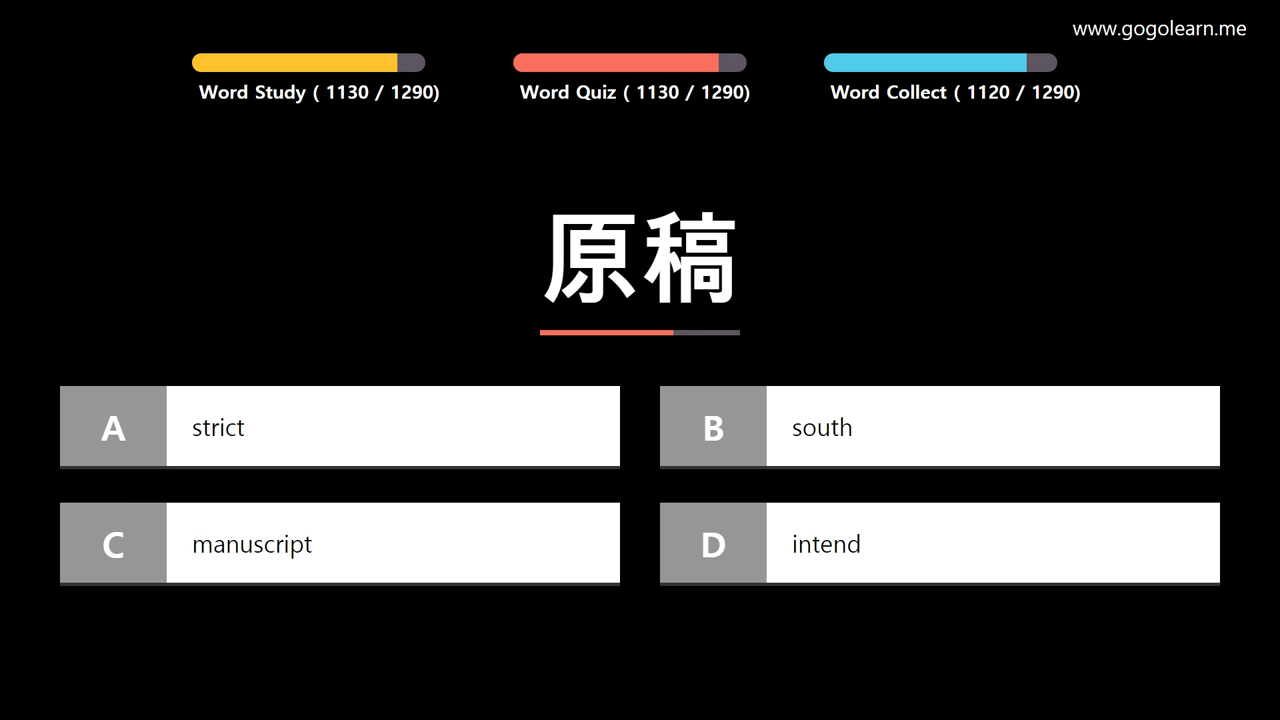 www.gogolearn.me
Word Study ( 1130 / 1290)
Word Quiz ( 1130 / 1290)
Word Collect ( 1120 / 1290)
原稿
A strict
B south
C manuscript
D intend